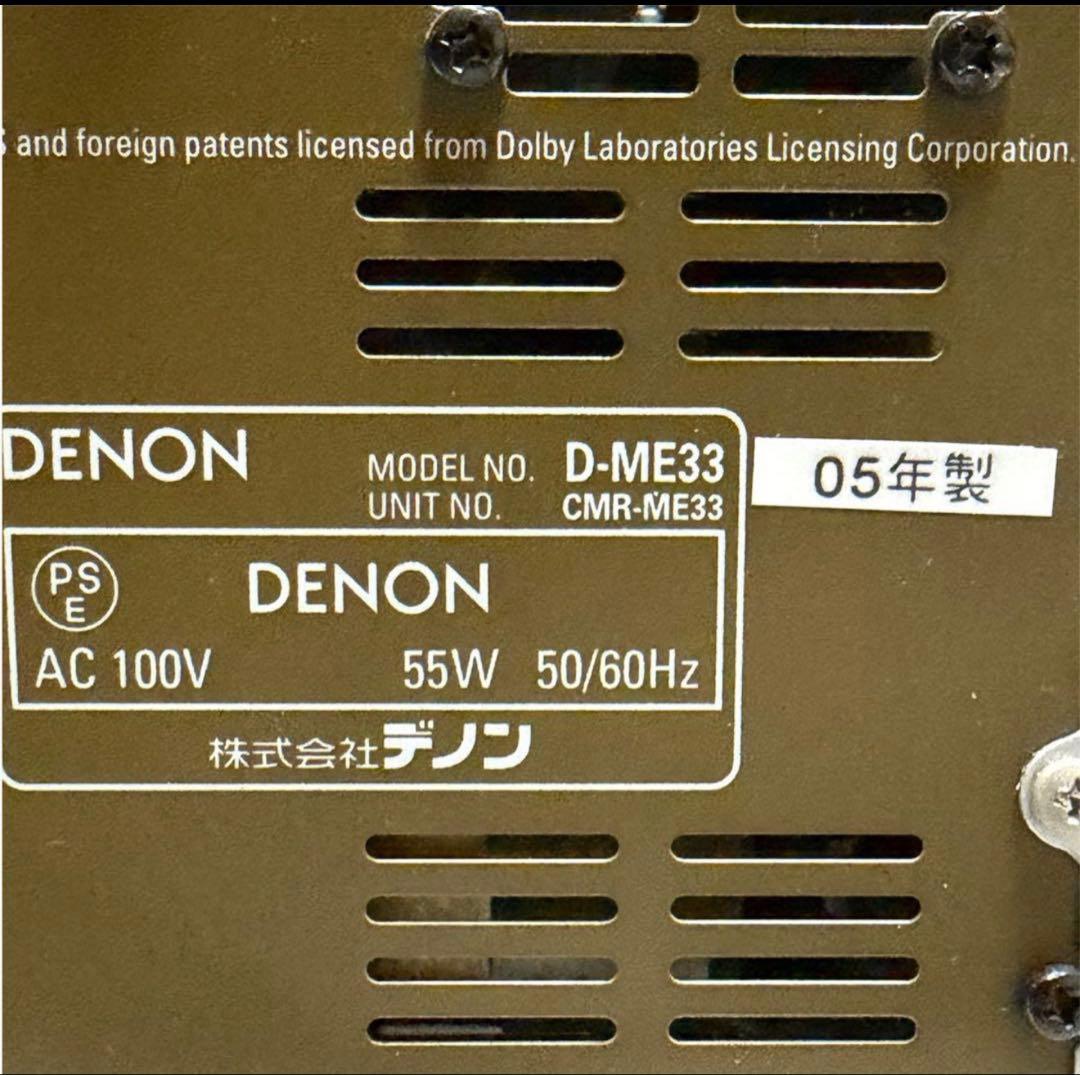 and foreign patents licensed from Dolby Laboratories Licensing Corporation.
DENON
MODEL NO. D-ME33
UNIT NO. CMR-ME33
05年製
PSE
DENON
AC 100V 55W 50/60Hz
株式会社デノン